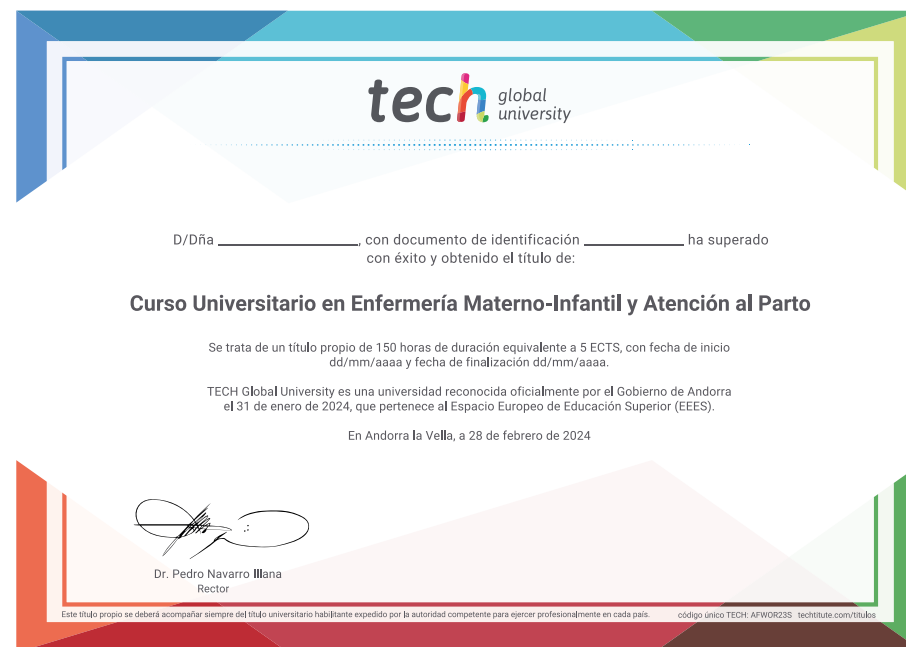 tech global university
D/Dña ______________, con documento de identificación __________ ha superado
con éxito y obtenido el título de:
Curso Universitario en Enfermería Materno-Infantil y Atención al Parto
Se trata de un título propio de 150 horas de duración equivalente a 5 ECTS, con fecha de inicio
dd/mm/aaaa y fecha de finalización dd/mm/aaaa.
TECH Global University es una universidad reconocida oficialmente por el Gobierno de Andorra
el 31 de enero de 2024, que pertenece al Espacio Europeo de Educación Superior (EEES).
En Andorra la Vella, a 28 de febrero de 2024
Dr. Pedro Navarro Illana
Rector
Este título propio se deberá acompañar siempre del título universitario habilitante expedido por la autoridad competente para ejercer profesionalmente en cada país. código único TECH: AFWOR23S techtitute.com/titulos